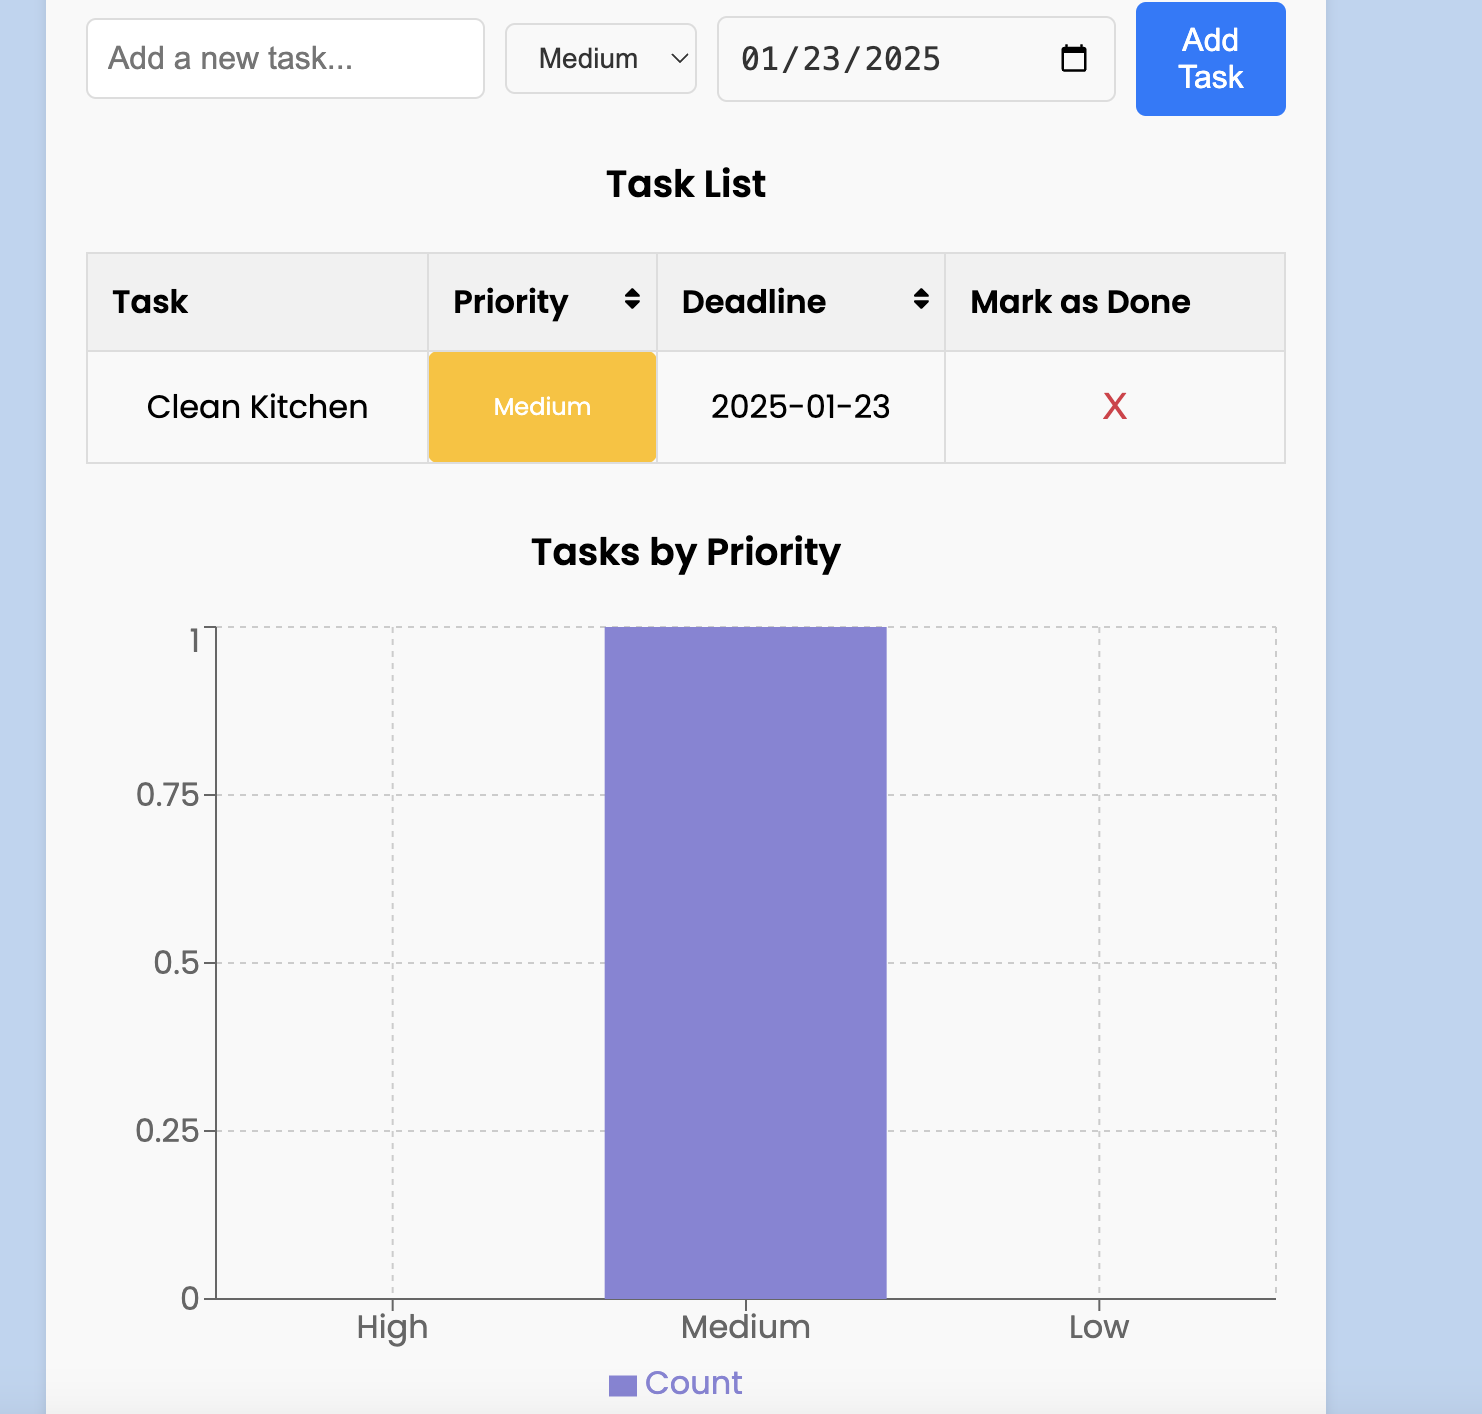 Add a new task...
Medium
01/23/2025
Add
Task
Task List
Task Priority Deadline Mark as Done
Clean Kitchen Medium 2025-01-23 X
Tasks by Priority
1
0.75
0.5
0.25
0
High Medium Low
Count